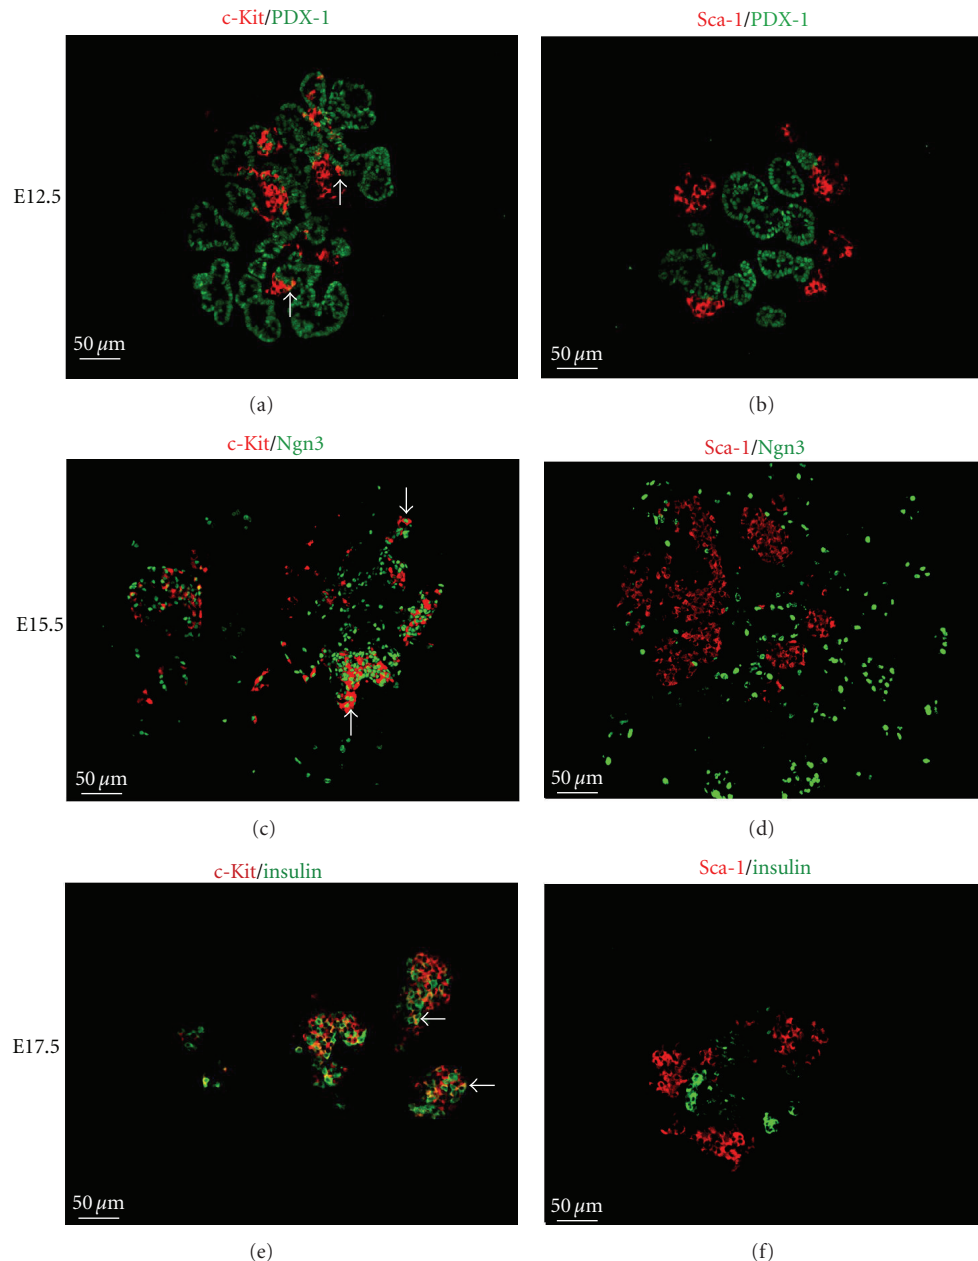 c-Kit/PDX-1
Sca-1/PDX-1
E12.5
50 µm
50 µm
(a)
(b)
c-Kit/Ngn3
Sca-1/Ngn3
E15.5
50 µm
50 µm
(c)
(d)
c-Kit/insulin
Sca-1/insulin
E17.5
50 µm
50 µm
(e)
(f)